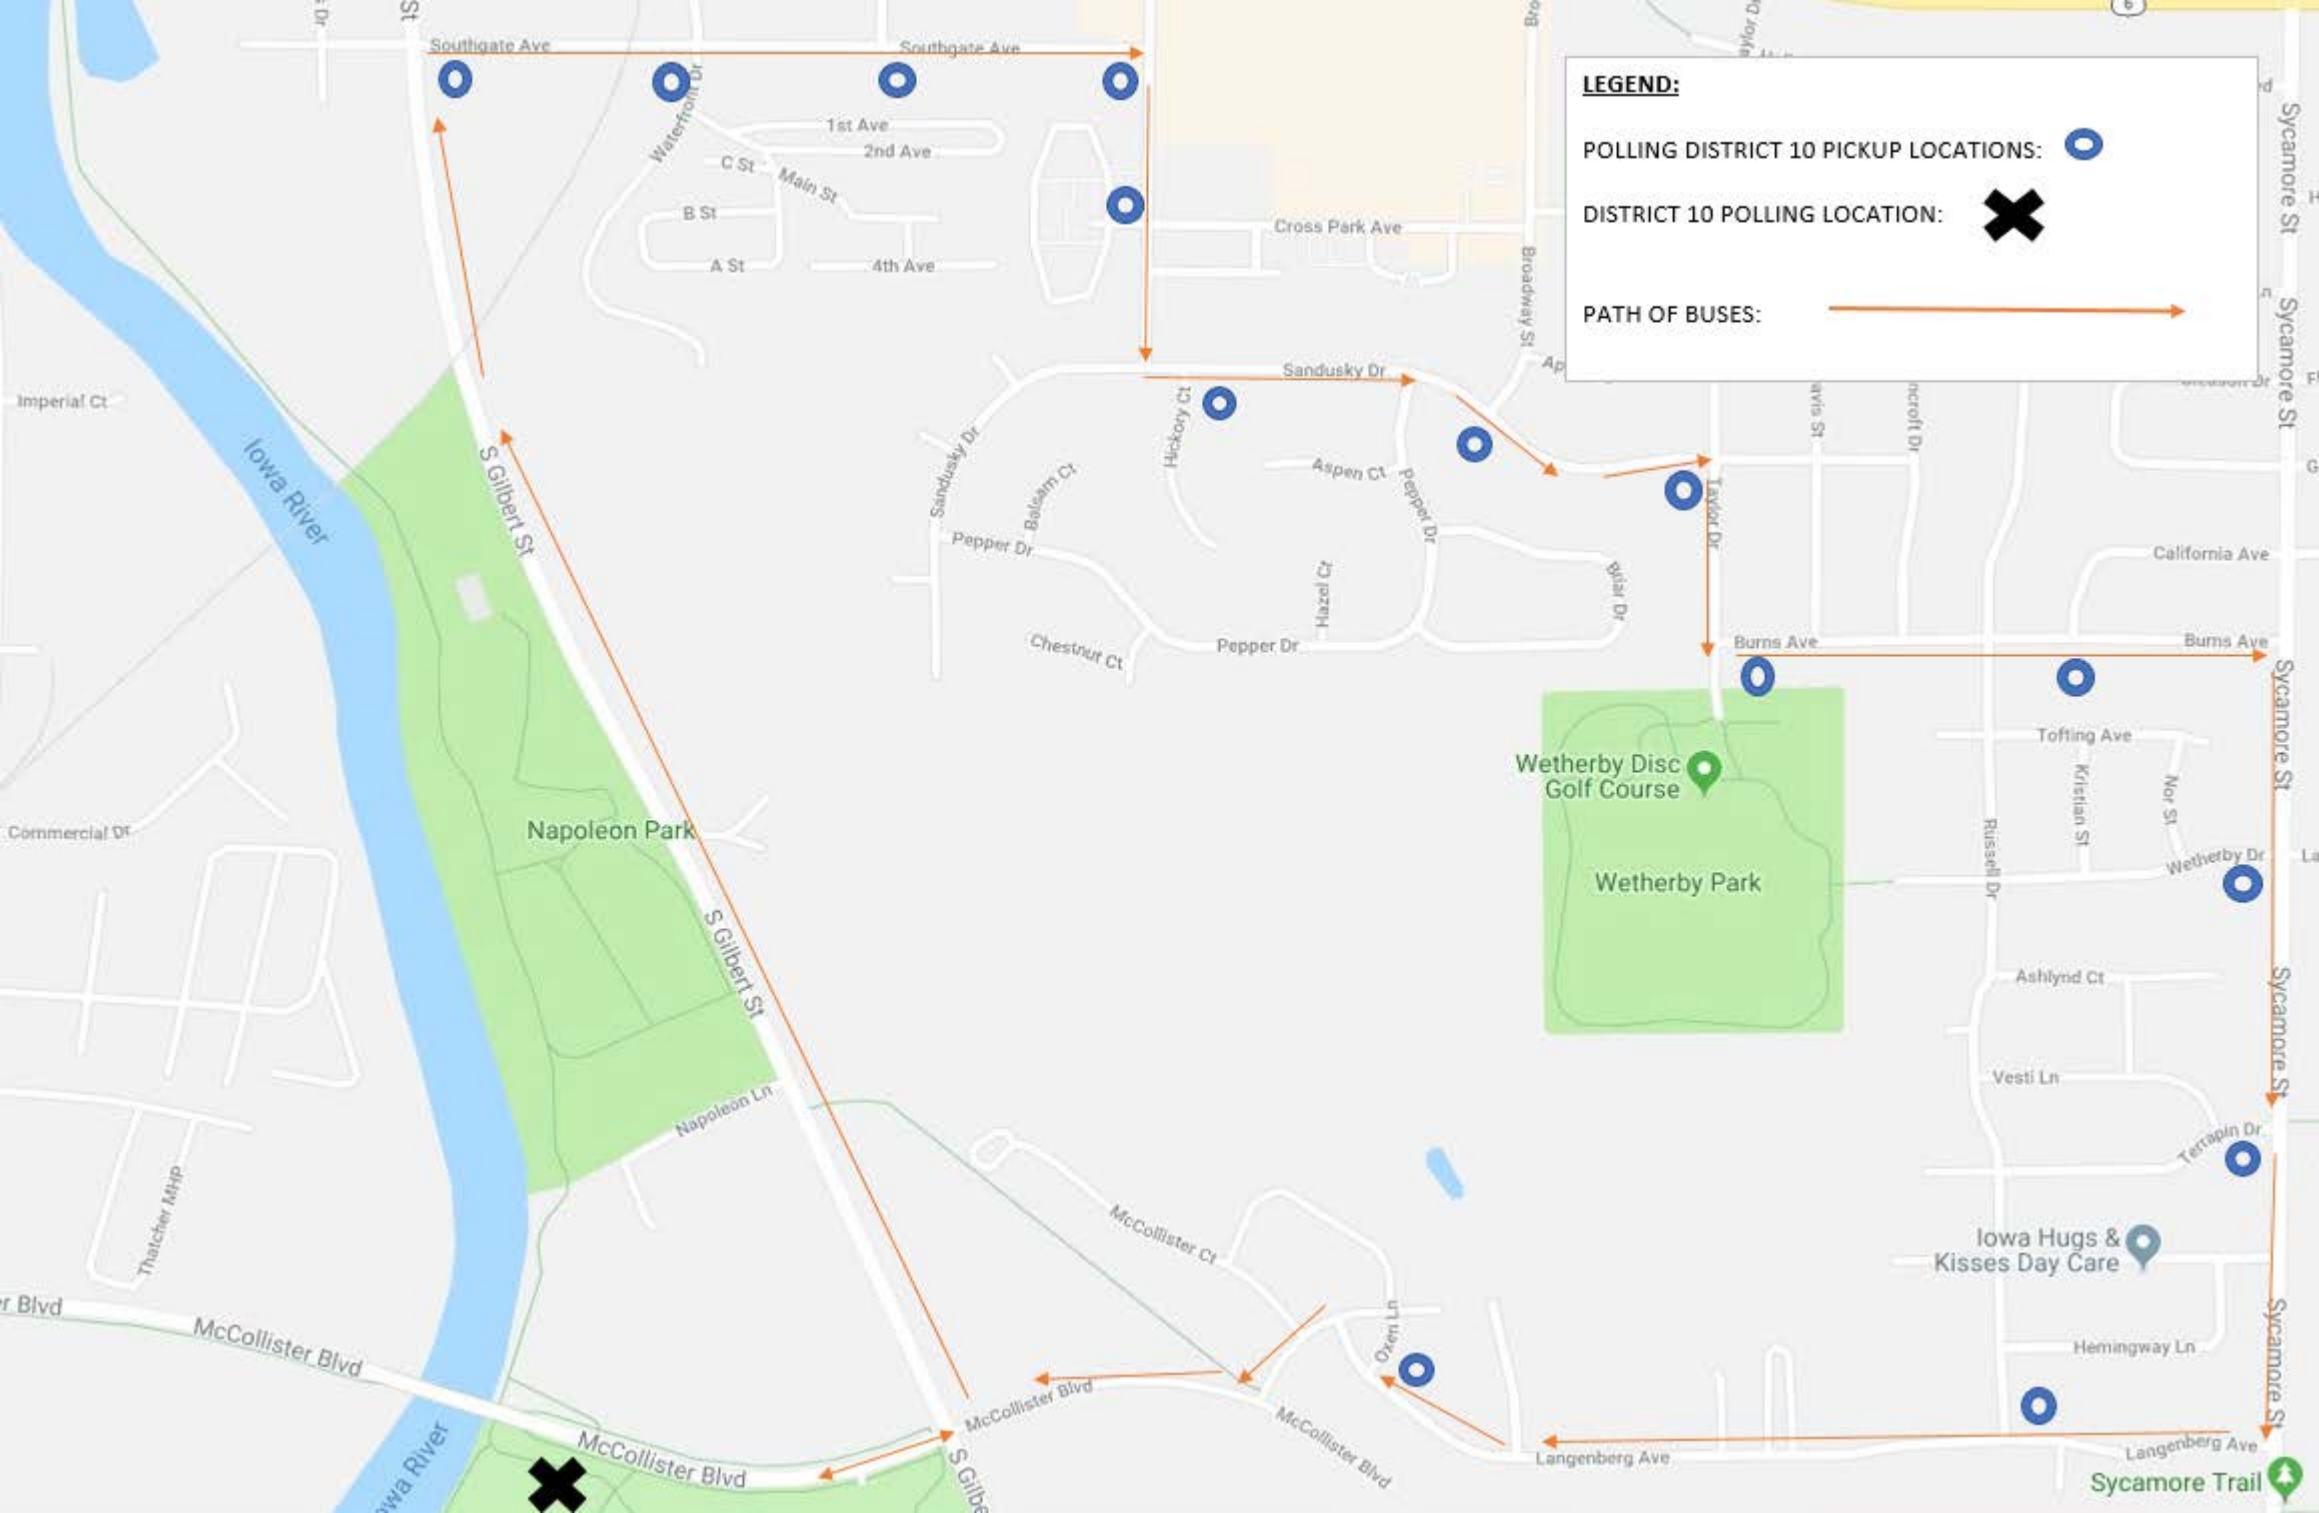 LEGEND:
POLLING DISTRICT 10 PICKUP LOCATIONS:
DISTRICT 10 POLLING LOCATION:
PATH OF BUSES:
6
St
Southgate Ave
Southgate Ave
Waterfront Dr
1st Ave
2nd Ave
C St
Main St
B St
A St
4th Ave
Cross Park Ave
Broadway St
Sycamore St
Sycamore St
Imperial Ct
Iowa River
S Gilbert St
Sandusky Dr
Sandusky Dr
Hickory Ct
Balsam Ct
Aspen Ct
Pepper Dr
Pepper Dr
Pepper Dr
Hazel Ct
Briar Dr
Chestnut Ct
Taylor Dr
California Ave
Burns Ave
Burns Ave
Sycamore St
Tofting Ave
Kristian St
Nor St
Wetherby Disc
Golf Course
Wetherby Park
Russell Dr
Wetherby Dr
Napoleon Park
Commercial Dr
S Gilbert St
Ashlynd Ct
Sycamore St
Vesti Ln
Terrapin Dr
Napoleon Ln
Thatcher MHP
McCollister Ct
Iowa Hugs &
Kisses Day Care
Oxen Ln
Hemingway Ln
Sycamore St
r Blvd
McCollister Blvd
McCollister Blvd
McCollister Blvd
McCollister Blvd
Langenberg Ave
Langenberg Ave
Sycamore Trail
S Gilbe
owa River